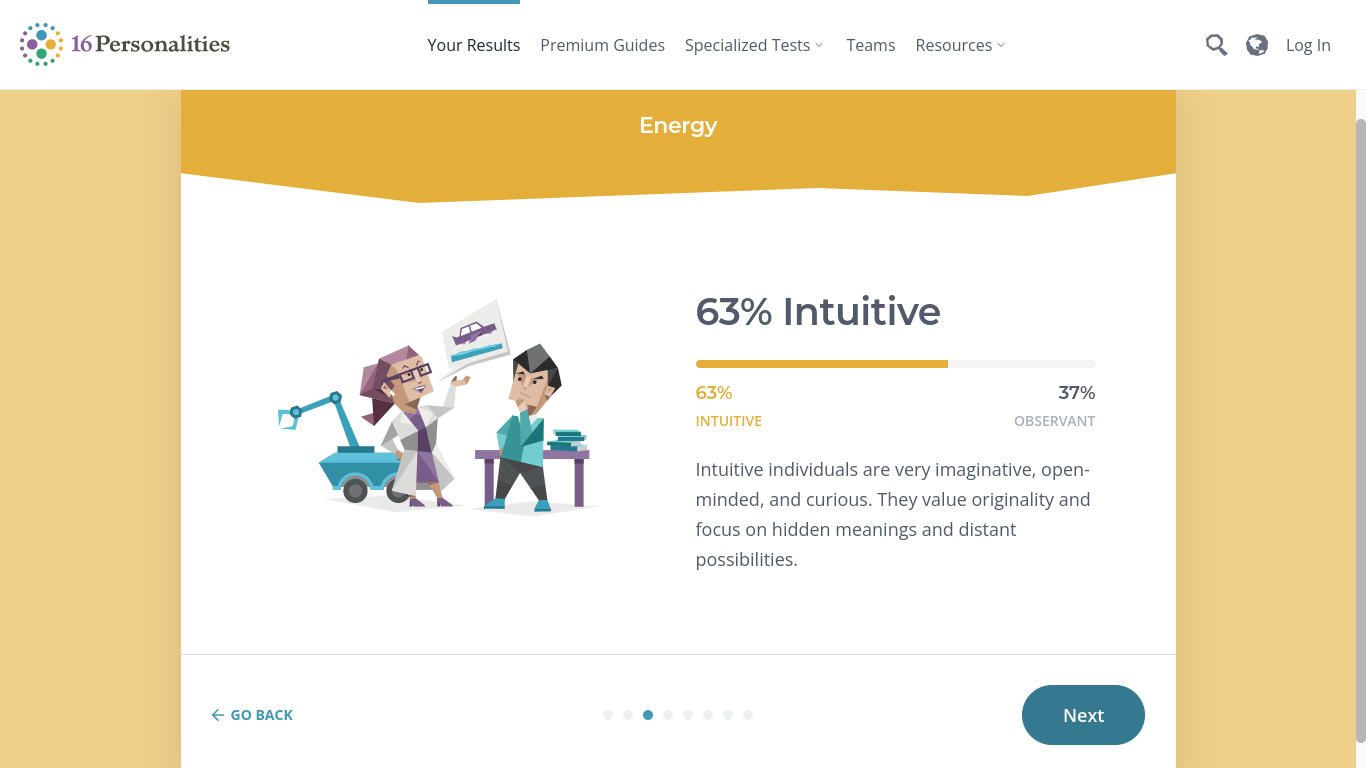 16Personalities
Your Results
Premium Guides
Specialized Tests
Teams
Resources
Log In
Energy
63% Intuitive
63%
37%
INTUITIVE
OBSERVANT
Intuitive individuals are very imaginative, open-
minded, and curious. They value originality and
focus on hidden meanings and distant
possibilities.
GO BACK
Next